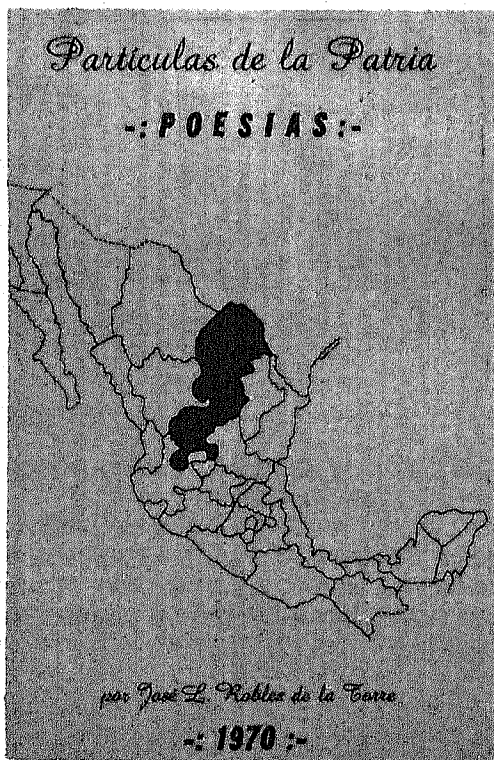 Partículas de la Patria
-: POESIAS :-
por José L. Robles de la Torre
-: 1970 :-